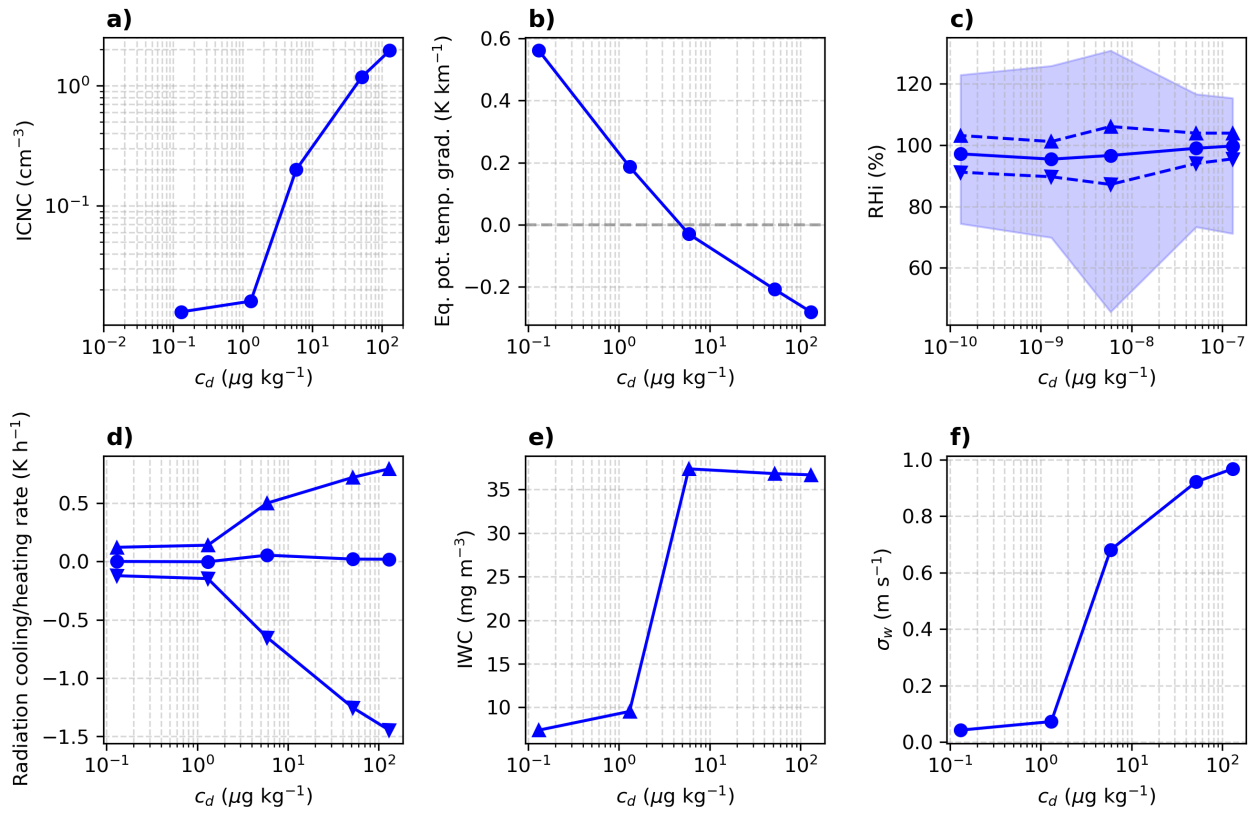 a)
ICNC (cm⁻³)
10⁰
10⁻¹
10⁻² 10⁻¹ 10⁰ 10¹ 10²
c_d (μg kg⁻¹)
b)
Eq. pot. temp. grad. (K km⁻¹)
0.6
0.4
0.2
0.0
−0.2
10⁻¹ 10⁰ 10¹ 10²
c_d (μg kg⁻¹)
c)
RHi (%)
120
100
80
60
10⁻¹⁰ 10⁻⁹ 10⁻⁸ 10⁻⁷
c_d (μg kg⁻¹)
d)
Radiation cooling/heating rate (K h⁻¹)
0.5
0.0
−0.5
−1.0
−1.5
10⁻¹ 10⁰ 10¹ 10²
c_d (μg kg⁻¹)
e)
IWC (mg m⁻³)
35
30
25
20
15
10
10⁻¹ 10⁰ 10¹ 10²
c_d (μg kg⁻¹)
f)
σ_w (m s⁻¹)
1.0
0.8
0.6
0.4
0.2
0.0
10⁻¹ 10⁰ 10¹ 10²
c_d (μg kg⁻¹)